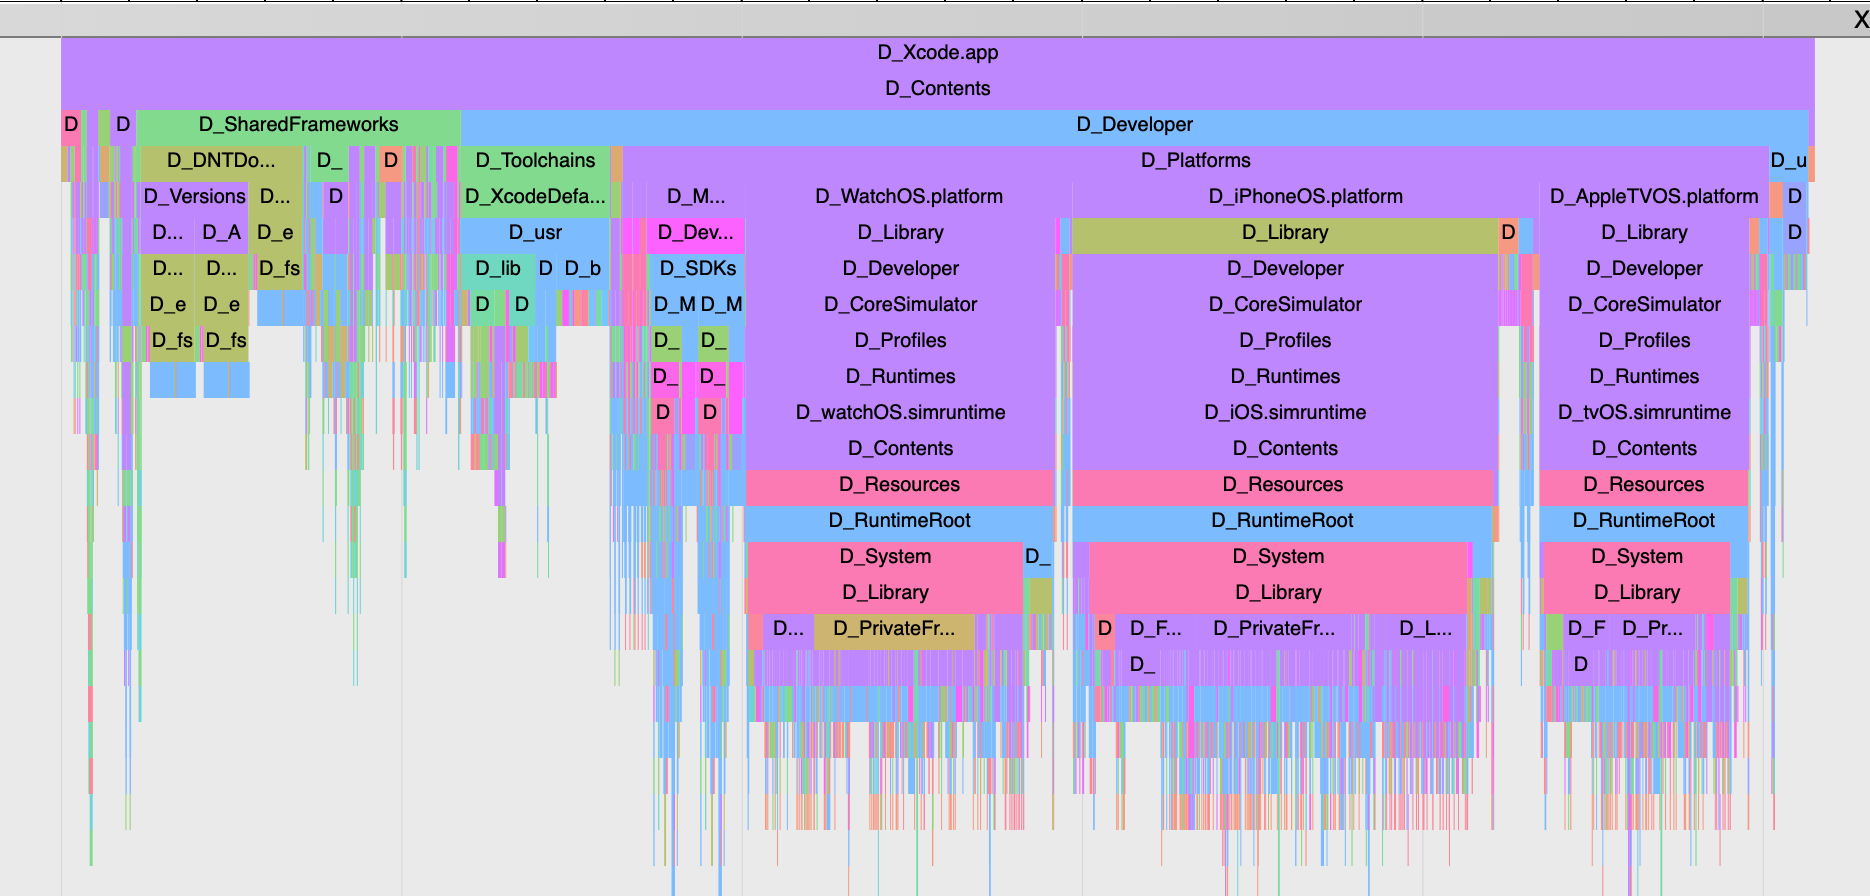 X
D_Xcode.app
D_Contents
D D D_SharedFrameworks D_Developer
D_DNTDo... D_ D D_Toolchains D_Platforms D_u
D_Versions D... D D_XcodeDefa... D_M... D_WatchOS.platform D_iPhoneOS.platform D_AppleTVOS.platform D
D... D_A D_e D_usr D_Dev... D_Library D_Library D D_Library D
D... D... D_fs D_lib D D_b D_SDKs D_Developer D_Developer D_Developer
D_e D_e D D D_M D_M D_CoreSimulator D_CoreSimulator D_CoreSimulator
D_fs D_fs D_ D_ D_Profiles D_Profiles D_Profiles
D_ D_ D_Runtimes D_Runtimes D_Runtimes
D D D_watchOS.simruntime D_iOS.simruntime D_tvOS.simruntime
D_Contents D_Contents D_Contents
D_Resources D_Resources D_Resources
D_RuntimeRoot D_RuntimeRoot D_RuntimeRoot
D_System D_ D_System D_System
D_Library D_Library D_Library
D... D_PrivateFr... D D_F... D_PrivateFr... D_L... D_F D_Pr...
D_ D